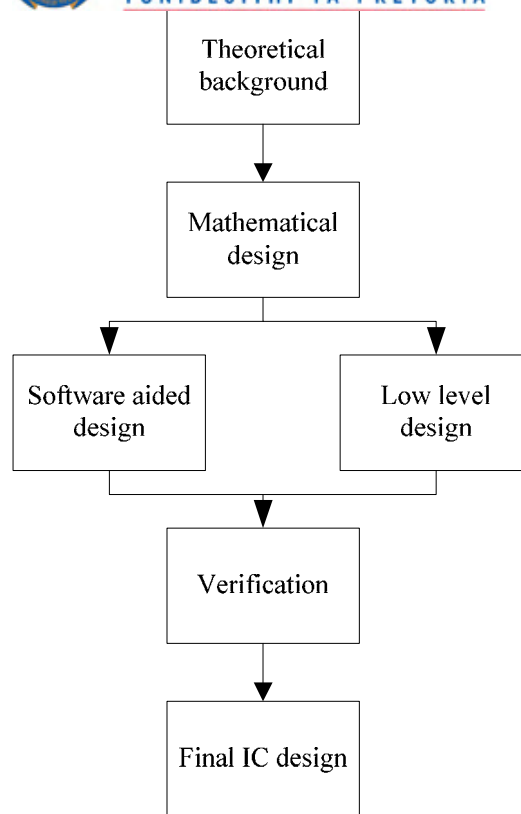 Theoretical
background
Mathematical
design
Software aided
design
Low level
design
Verification
Final IC design